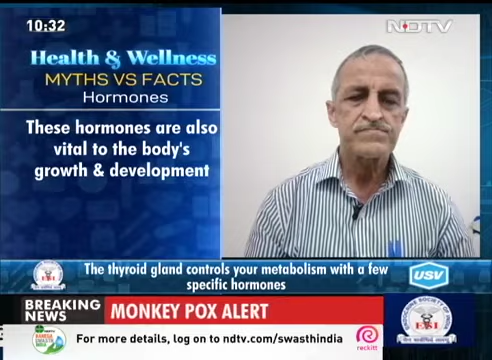 10:32
NDTV
Health & Wellness
MYTHS VS FACTS
Hormones
These hormones are also
vital to the body's
growth & development
The thyroid gland controls your metabolism with a few
specific hormones
ESI
USV
BREAKING
NEWS
MONKEY POX ALERT
For more details, log on to ndtv.com/swasthindia
reckitt
ESI